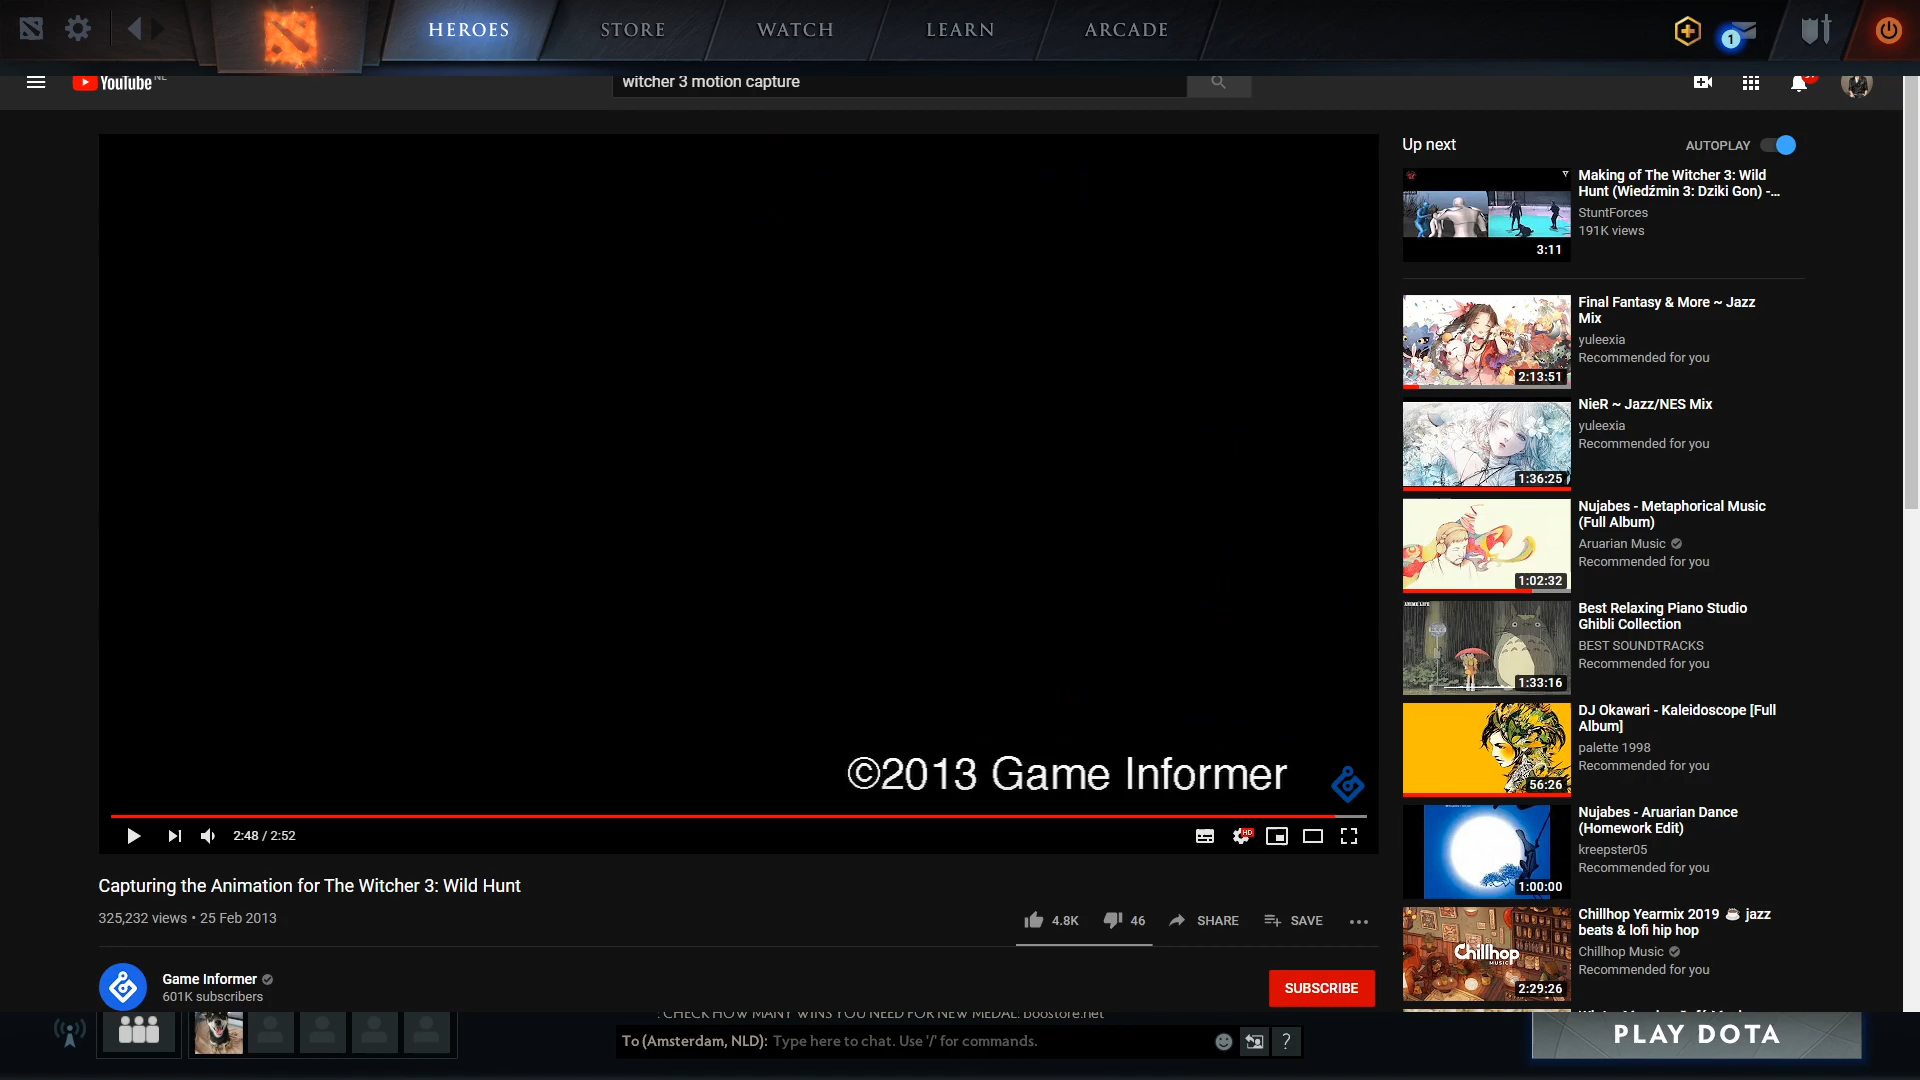 HEROES
STORE
WATCH
LEARN
ARCADE
1
YouTube NL
witcher 3 motion capture
©2013 Game Informer
2:48 / 2:52
HD
Capturing the Animation for The Witcher 3: Wild Hunt
325,232 views • 25 Feb 2013
4.8K
46
SHARE
SAVE
Game Informer
601K subscribers
SUBSCRIBE
Up next
AUTOPLAY
Making of The Witcher 3: Wild
Hunt (Wiedźmin 3: Dziki Gon) -...
StuntForces
191K views
3:11
Final Fantasy & More ~ Jazz
Mix
yuleexia
Recommended for you
2:13:51
NieR ~ Jazz/NES Mix
yuleexia
Recommended for you
1:36:25
Nujabes - Metaphorical Music
(Full Album)
Aruarian Music
Recommended for you
1:02:32
ANIME LIFE
Best Relaxing Piano Studio
Ghibli Collection
BEST SOUNDTRACKS
Recommended for you
1:33:16
DJ Okawari - Kaleidoscope [Full
Album]
palette 1998
Recommended for you
56:26
Nujabes - Aruarian Dance
(Homework Edit)
kreepster05
Recommended for you
1:00:00
Chillhop Yearmix 2019 ☕ jazz
beats & lofi hip hop
Chillhop Music
Recommended for you
Chillhop
MUSIC
2:29:26
: CHECK HOW MANY WINS YOU NEED FOR NEW MEDAL: boostore.net
To (Amsterdam, NLD): Type here to chat. Use '/' for commands.
?
PLAY DOTA